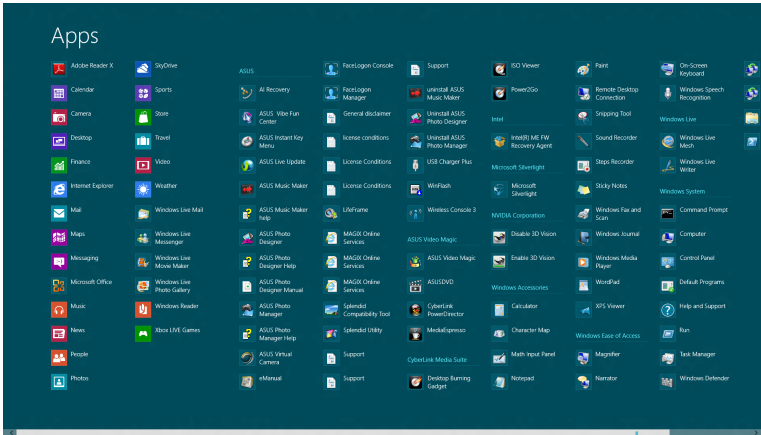 Apps
Adobe Reader X
Calendar
Camera
Desktop
Finance
Internet Explorer
Mail
Maps
Messaging
Microsoft Office
Music
News
People
Photos
SkyDrive
Sports
Store
Travel
Video
Weather
Windows Live Mail
Windows Live
Messenger
Windows Live
Movie Maker
Windows Live
Photo Gallery
Windows Reader
Xbox LIVE Games
ASUS
AI Recovery
ASUS Vibe Fun
Center
ASUS Instant Key
Menu
ASUS Live Update
ASUS Music Maker
ASUS Music Maker
help
ASUS Photo
Designer
ASUS Photo
Designer Help
ASUS Photo
Designer Manual
ASUS Photo
Manager
ASUS Photo
Manager Help
ASUS Virtual
Camera
eManual
FaceLogon Console
FaceLogon
Manager
General disclaimer
license conditions
License Conditions
License Conditions
LifeFrame
MAGIX Online
Services
MAGIX Online
Services
Splendid
Compatibility Tool
Splendid Utility
Support
Support
Support
uninstall ASUS
Music Maker
Uninstall ASUS
Photo Designer
Uninstall ASUS
Photo Manager
USB Charger Plus
WinFlash
Wireless Console 3
ASUS Video Magic
ASUS Video Magic
ASUSDVD
CyberLink
PowerDirector
MediaEspresso
CyberLink Media Suite
Desktop Burning
Gadget
ISO Viewer
Power2Go
Intel
Intel(R) ME FW
Recovery Agent
Microsoft Silverlight
Microsoft
Silverlight
NVIDIA Corporation
Disable 3D Vision
Enable 3D Vision
Windows Accessories
Calculator
Character Map
Math Input Panel
Notepad
Paint
Remote Desktop
Connection
Snipping Tool
Sound Recorder
Steps Recorder
Sticky Notes
Windows Fax and
Scan
Windows Journal
Windows Media
Player
WordPad
XPS Viewer
Windows Ease of Access
Magnifier
Narrator
On-Screen
Keyboard
Windows Speech
Recognition
Windows Live
Windows Live
Mesh
Windows Live
Writer
Windows System
Command Prompt
Computer
Control Panel
Default Programs
Help and Support
Run
Task Manager
Windows Defender